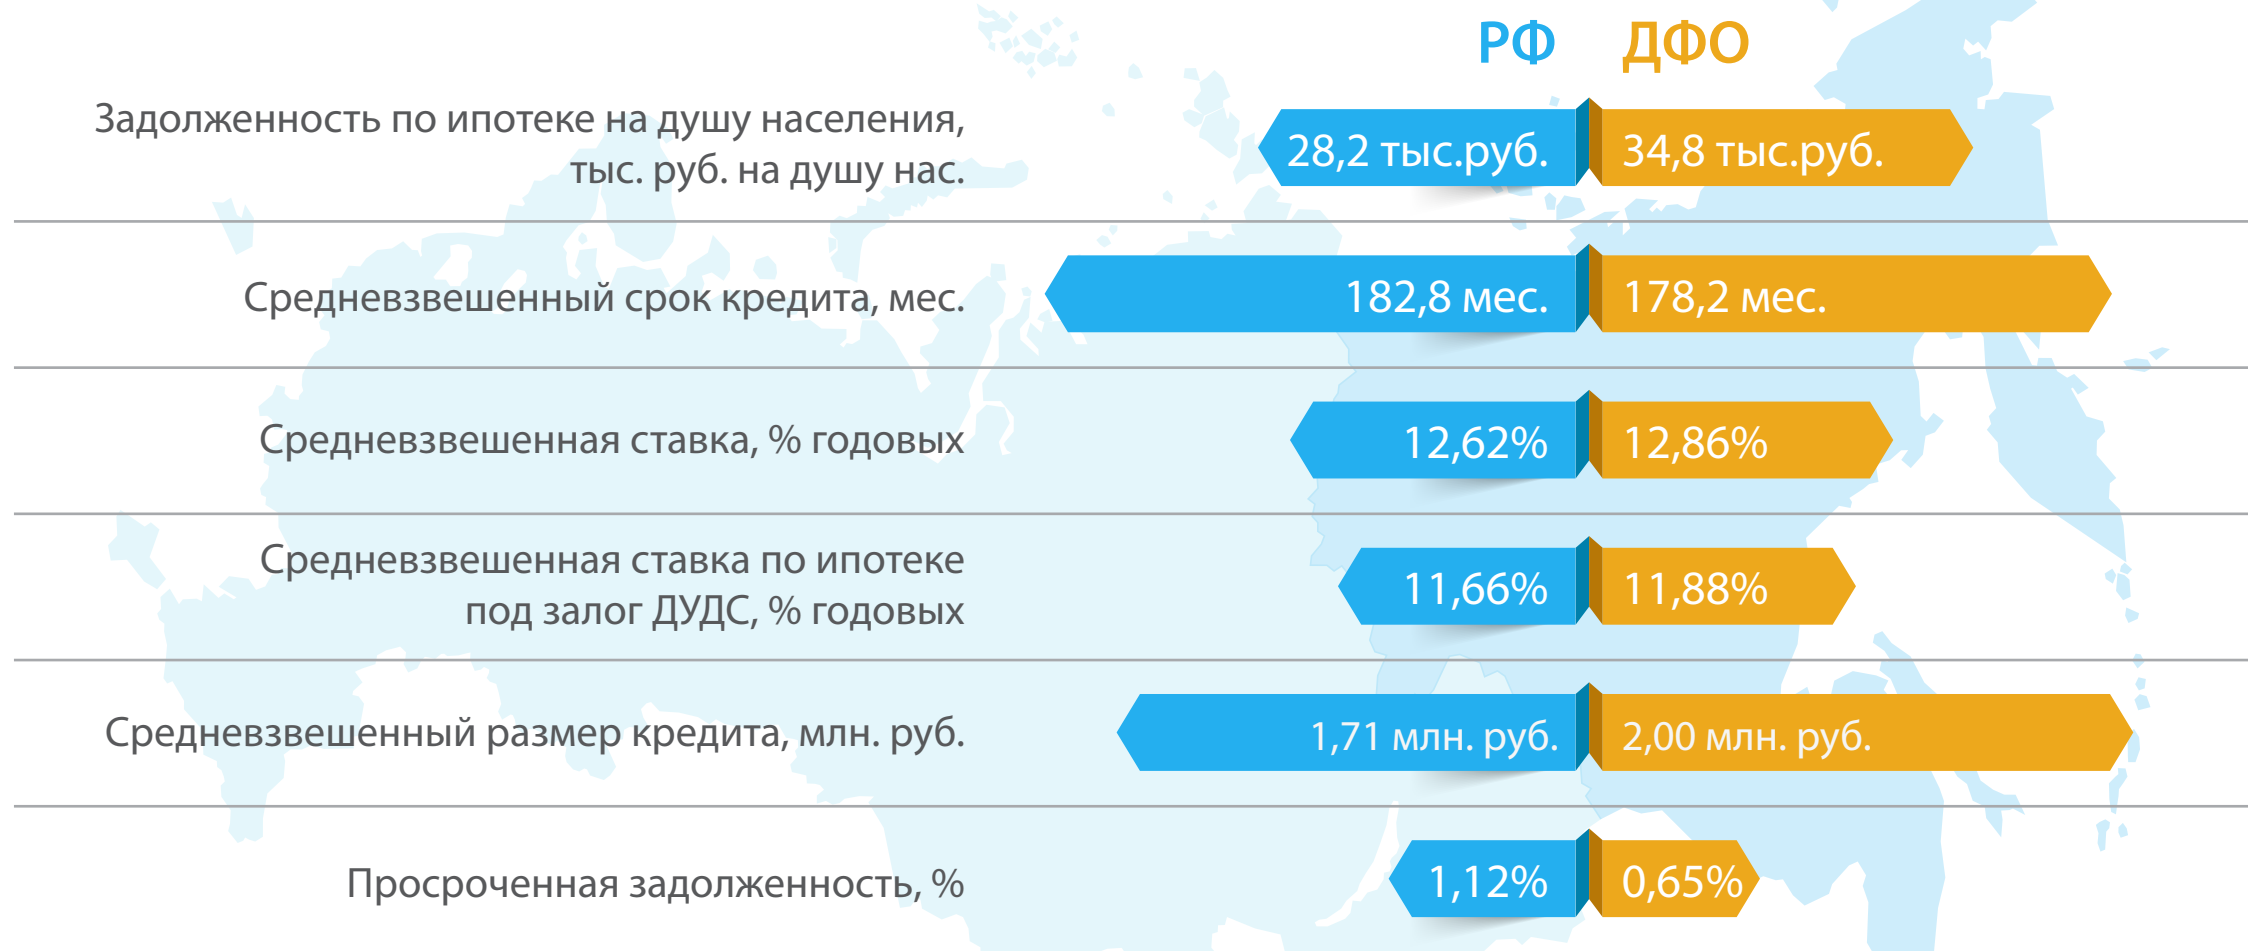 РФ ДФО
Задолженность по ипотеке на душу населения,
тыс. руб. на душу нас.
28,2 тыс.руб. 34,8 тыс.руб.
Средневзвешенный срок кредита, мес.
182,8 мес. 178,2 мес.
Средневзвешенная ставка, % годовых
12,62% 12,86%
Средневзвешенная ставка по ипотеке
под залог ДУДС, % годовых
11,66% 11,88%
Средневзвешенный размер кредита, млн. руб.
1,71 млн. руб. 2,00 млн. руб.
Просроченная задолженность, %
1,12% 0,65%